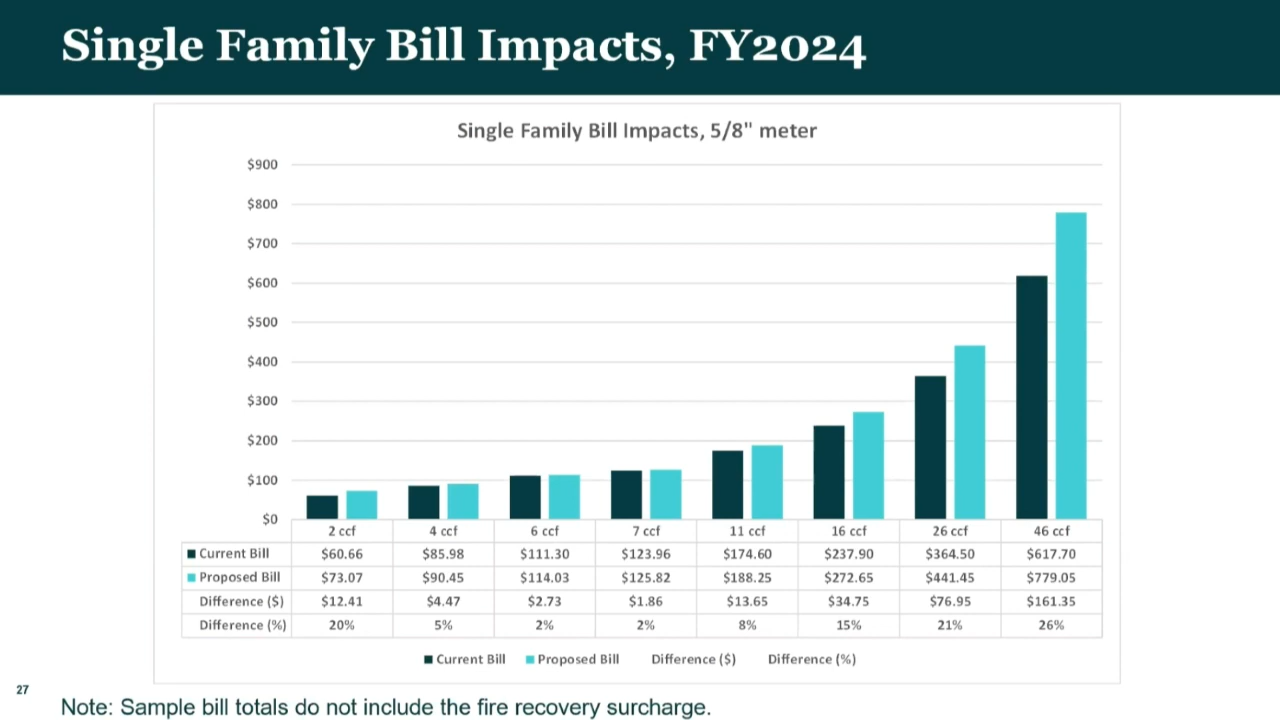 Single Family Bill Impacts, FY2024
Single Family Bill Impacts, 5/8" meter
$900
$800
$700
$600
$500
$400
$300
$200
$100
$0
2 ccf 4 ccf 6 ccf 7 ccf 11 ccf 16 ccf 26 ccf 46 ccf
Current Bill $60.66 $85.98 $111.30 $123.96 $174.60 $237.90 $364.50 $617.70
Proposed Bill $73.07 $90.45 $114.03 $125.82 $188.25 $272.65 $441.45 $779.05
Difference ($) $12.41 $4.47 $2.73 $1.86 $13.65 $34.75 $76.95 $161.35
Difference (%) 20% 5% 2% 2% 8% 15% 21% 26%
Current Bill Proposed Bill Difference ($) Difference (%)
27
Note: Sample bill totals do not include the fire recovery surcharge.